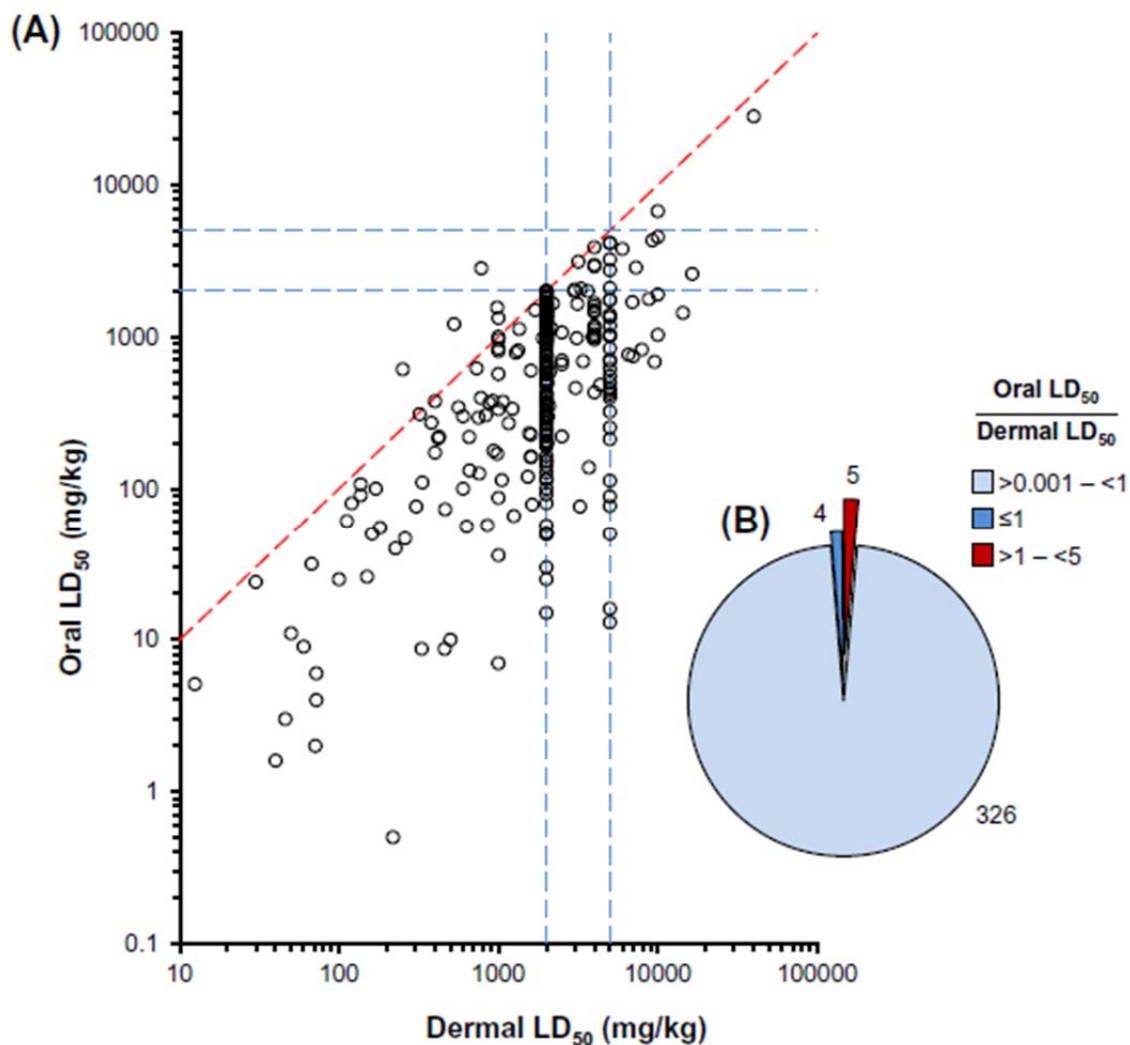 (A)
100000
10000
1000
100
10
1
0.1
Oral LD₅₀ (mg/kg)
10 100 1000 10000 100000
Dermal LD₅₀ (mg/kg)
Oral LD₅₀
Dermal LD₅₀
>0.001 – <1
≤1
>1 – <5
(B)
4
5
326